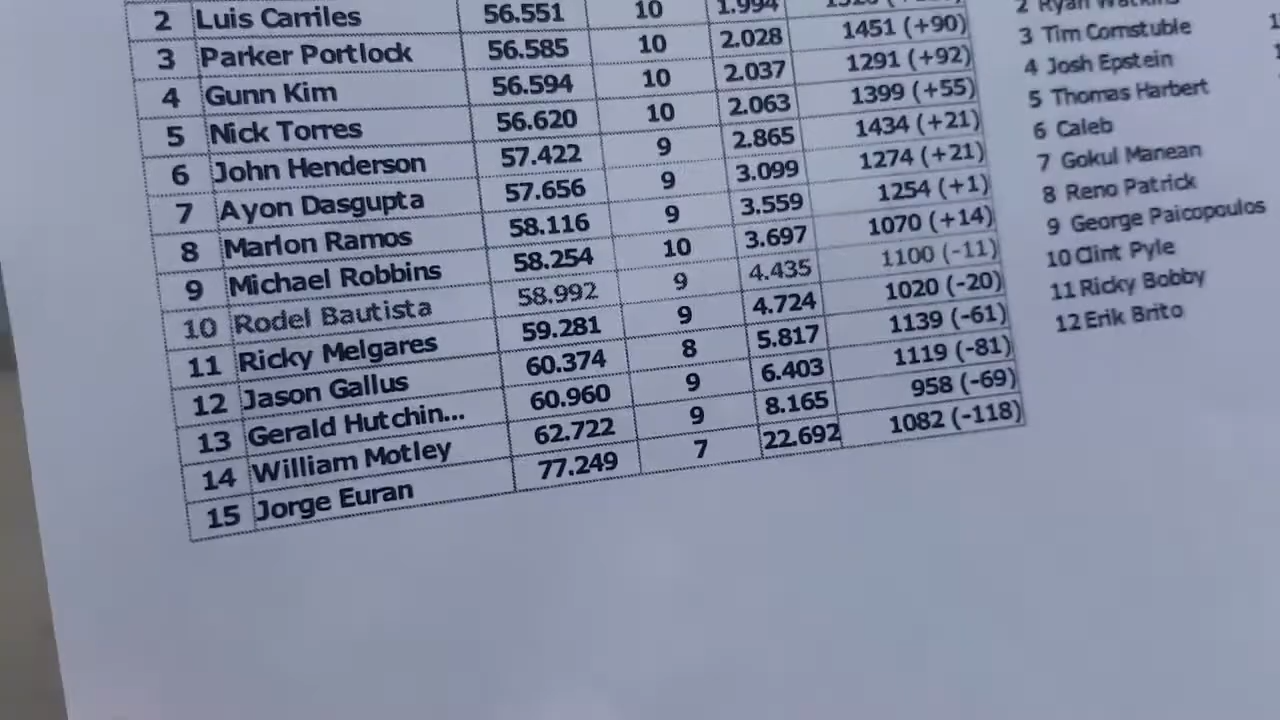 2 Luis Carriles 56.551 10 1.994
3 Parker Portlock 56.585 10 2.028 1451 (+90)
4 Gunn Kim 56.594 10 2.037 1291 (+92)
5 Nick Torres 56.620 10 2.063 1399 (+55)
6 John Henderson 57.422 9 2.865 1434 (+21)
7 Ayon Dasgupta 57.656 9 3.099 1274 (+21)
8 Marlon Ramos 58.116 9 3.559 1254 (+1)
9 Michael Robbins 58.254 10 3.697 1070 (+14)
10 Rodel Bautista 58.992 9 4.435 1100 (-11)
11 Ricky Melgares 59.281 9 4.724 1020 (-20)
12 Jason Gallus 60.374 8 5.817 1139 (-61)
13 Gerald Hutchin... 60.960 9 6.403 1119 (-81)
14 William Motley 62.722 9 8.165 958 (-69)
15 Jorge Euran 77.249 7 22.692 1082 (-118)
2 Ryan
3 Tim Cornstuble
4 Josh Epstein
5 Thomas Harbert
6 Caleb
7 Gokul Manean
8 Reno Patrick
9 George Paicopoulos
10 Clint Pyle
11 Ricky Bobby
12 Erik Brito